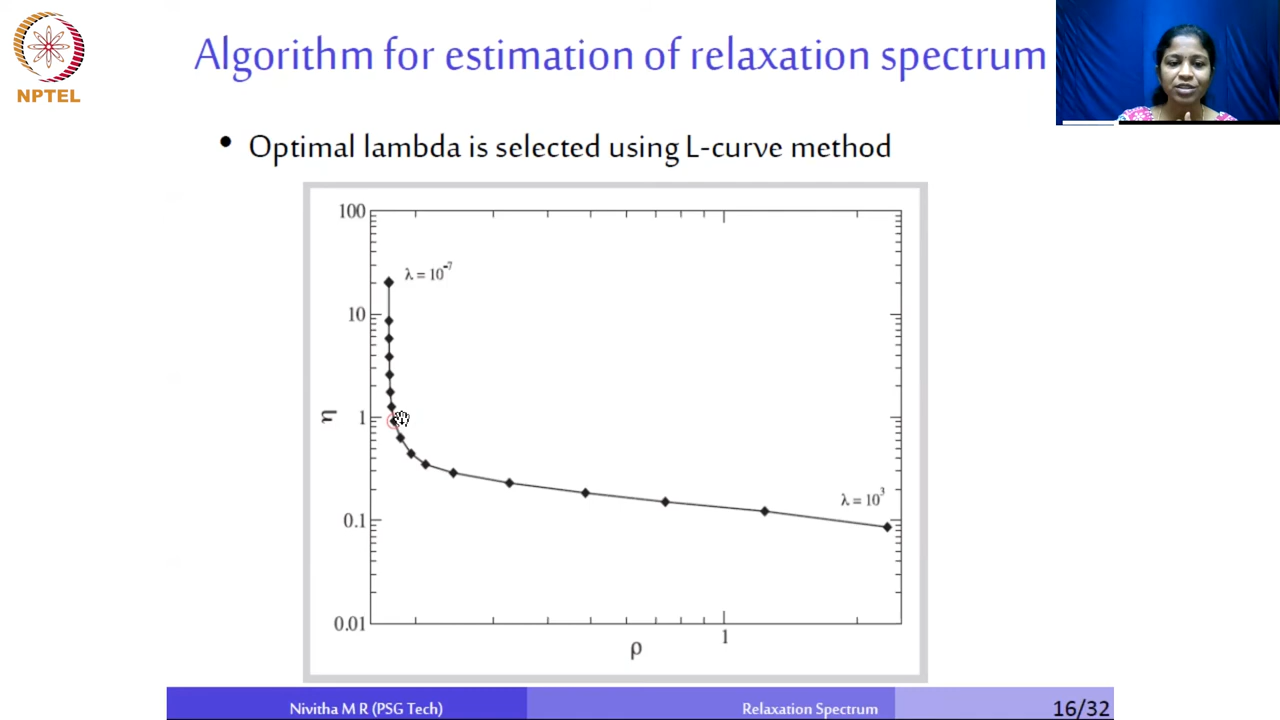 NPTEL
Algorithm for estimation of relaxation spectrum
• Optimal lambda is selected using L-curve method
100
λ = 10⁻⁷
10
η
1
λ = 10³
0.1
0.01
1
ρ
Nivitha M R (PSG Tech)
Relaxation Spectrum
16/32